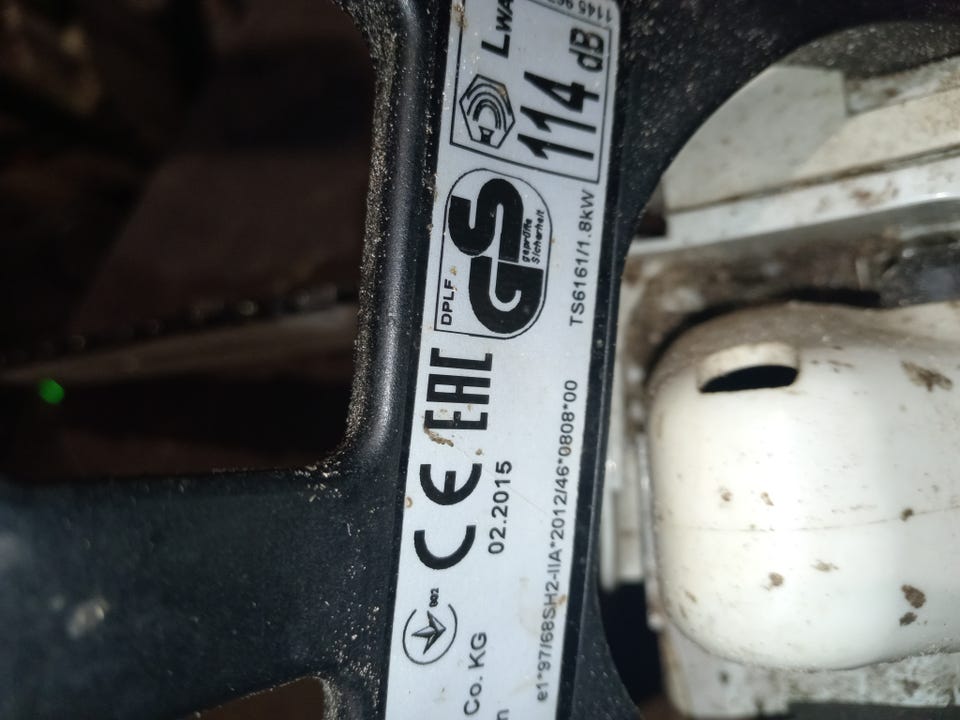 Co. KG
002
CE EAC
02.2015
DPLF
GS
geprüfte
Sicherheit
LWA
114 dB
e1*97/68SH2-IIA*2012/46*0808*00
TS6161/1.8kW